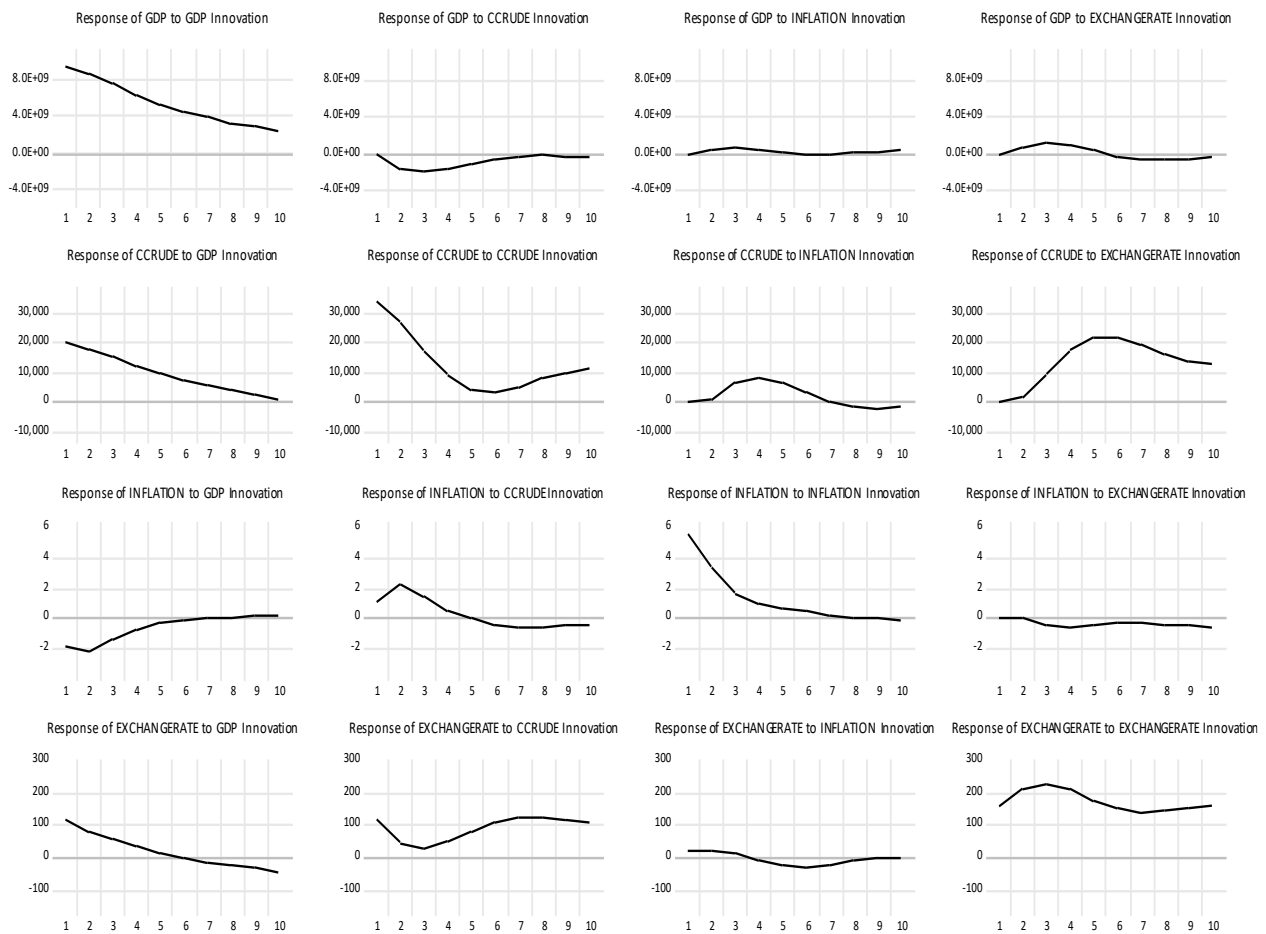 Response of GDP to GDP Innovation
Response of GDP to CCRUDE Innovation
Response of GDP to INFLATION Innovation
Response of GDP to EXCHANGERATE Innovation
8.0E+09 8.0E+09 8.0E+09 8.0E+09
4.0E+09 4.0E+09 4.0E+09 4.0E+09
0.0E+00 0.0E+00 0.0E+00 0.0E+00
-4.0E+09 -4.0E+09 -4.0E+09 -4.0E+09
1 2 3 4 5 6 7 8 9 10 1 2 3 4 5 6 7 8 9 10 1 2 3 4 5 6 7 8 9 10 1 2 3 4 5 6 7 8 9 10
Response of CCRUDE to GDP Innovation
Response of CCRUDE to CCRUDE Innovation
Response of CCRUDE to INFLATION Innovation
Response of CCRUDE to EXCHANGERATE Innovation
30,000 30,000 30,000 30,000
20,000 20,000 20,000 20,000
10,000 10,000 10,000 10,000
0 0 0 0
-10,000 -10,000 -10,000 -10,000
1 2 3 4 5 6 7 8 9 10 1 2 3 4 5 6 7 8 9 10 1 2 3 4 5 6 7 8 9 10 1 2 3 4 5 6 7 8 9 10
Response of INFLATION to GDP Innovation
Response of INFLATION to CCRUDE Innovation
Response of INFLATION to INFLATION Innovation
Response of INFLATION to EXCHANGERATE Innovation
6 6 6 6
4 4 4 4
2 2 2 2
0 0 0 0
-2 -2 -2 -2
1 2 3 4 5 6 7 8 9 10 1 2 3 4 5 6 7 8 9 10 1 2 3 4 5 6 7 8 9 10 1 2 3 4 5 6 7 8 9 10
Response of EXCHANGERATE to GDP Innovation
Response of EXCHANGERATE to CCRUDE Innovation
Response of EXCHANGERATE to INFLATION Innovation
Response of EXCHANGERATE to EXCHANGERATE Innovation
300 300 300 300
200 200 200 200
100 100 100 100
0 0 0 0
-100 -100 -100 -100
1 2 3 4 5 6 7 8 9 10 1 2 3 4 5 6 7 8 9 10 1 2 3 4 5 6 7 8 9 10 1 2 3 4 5 6 7 8 9 10